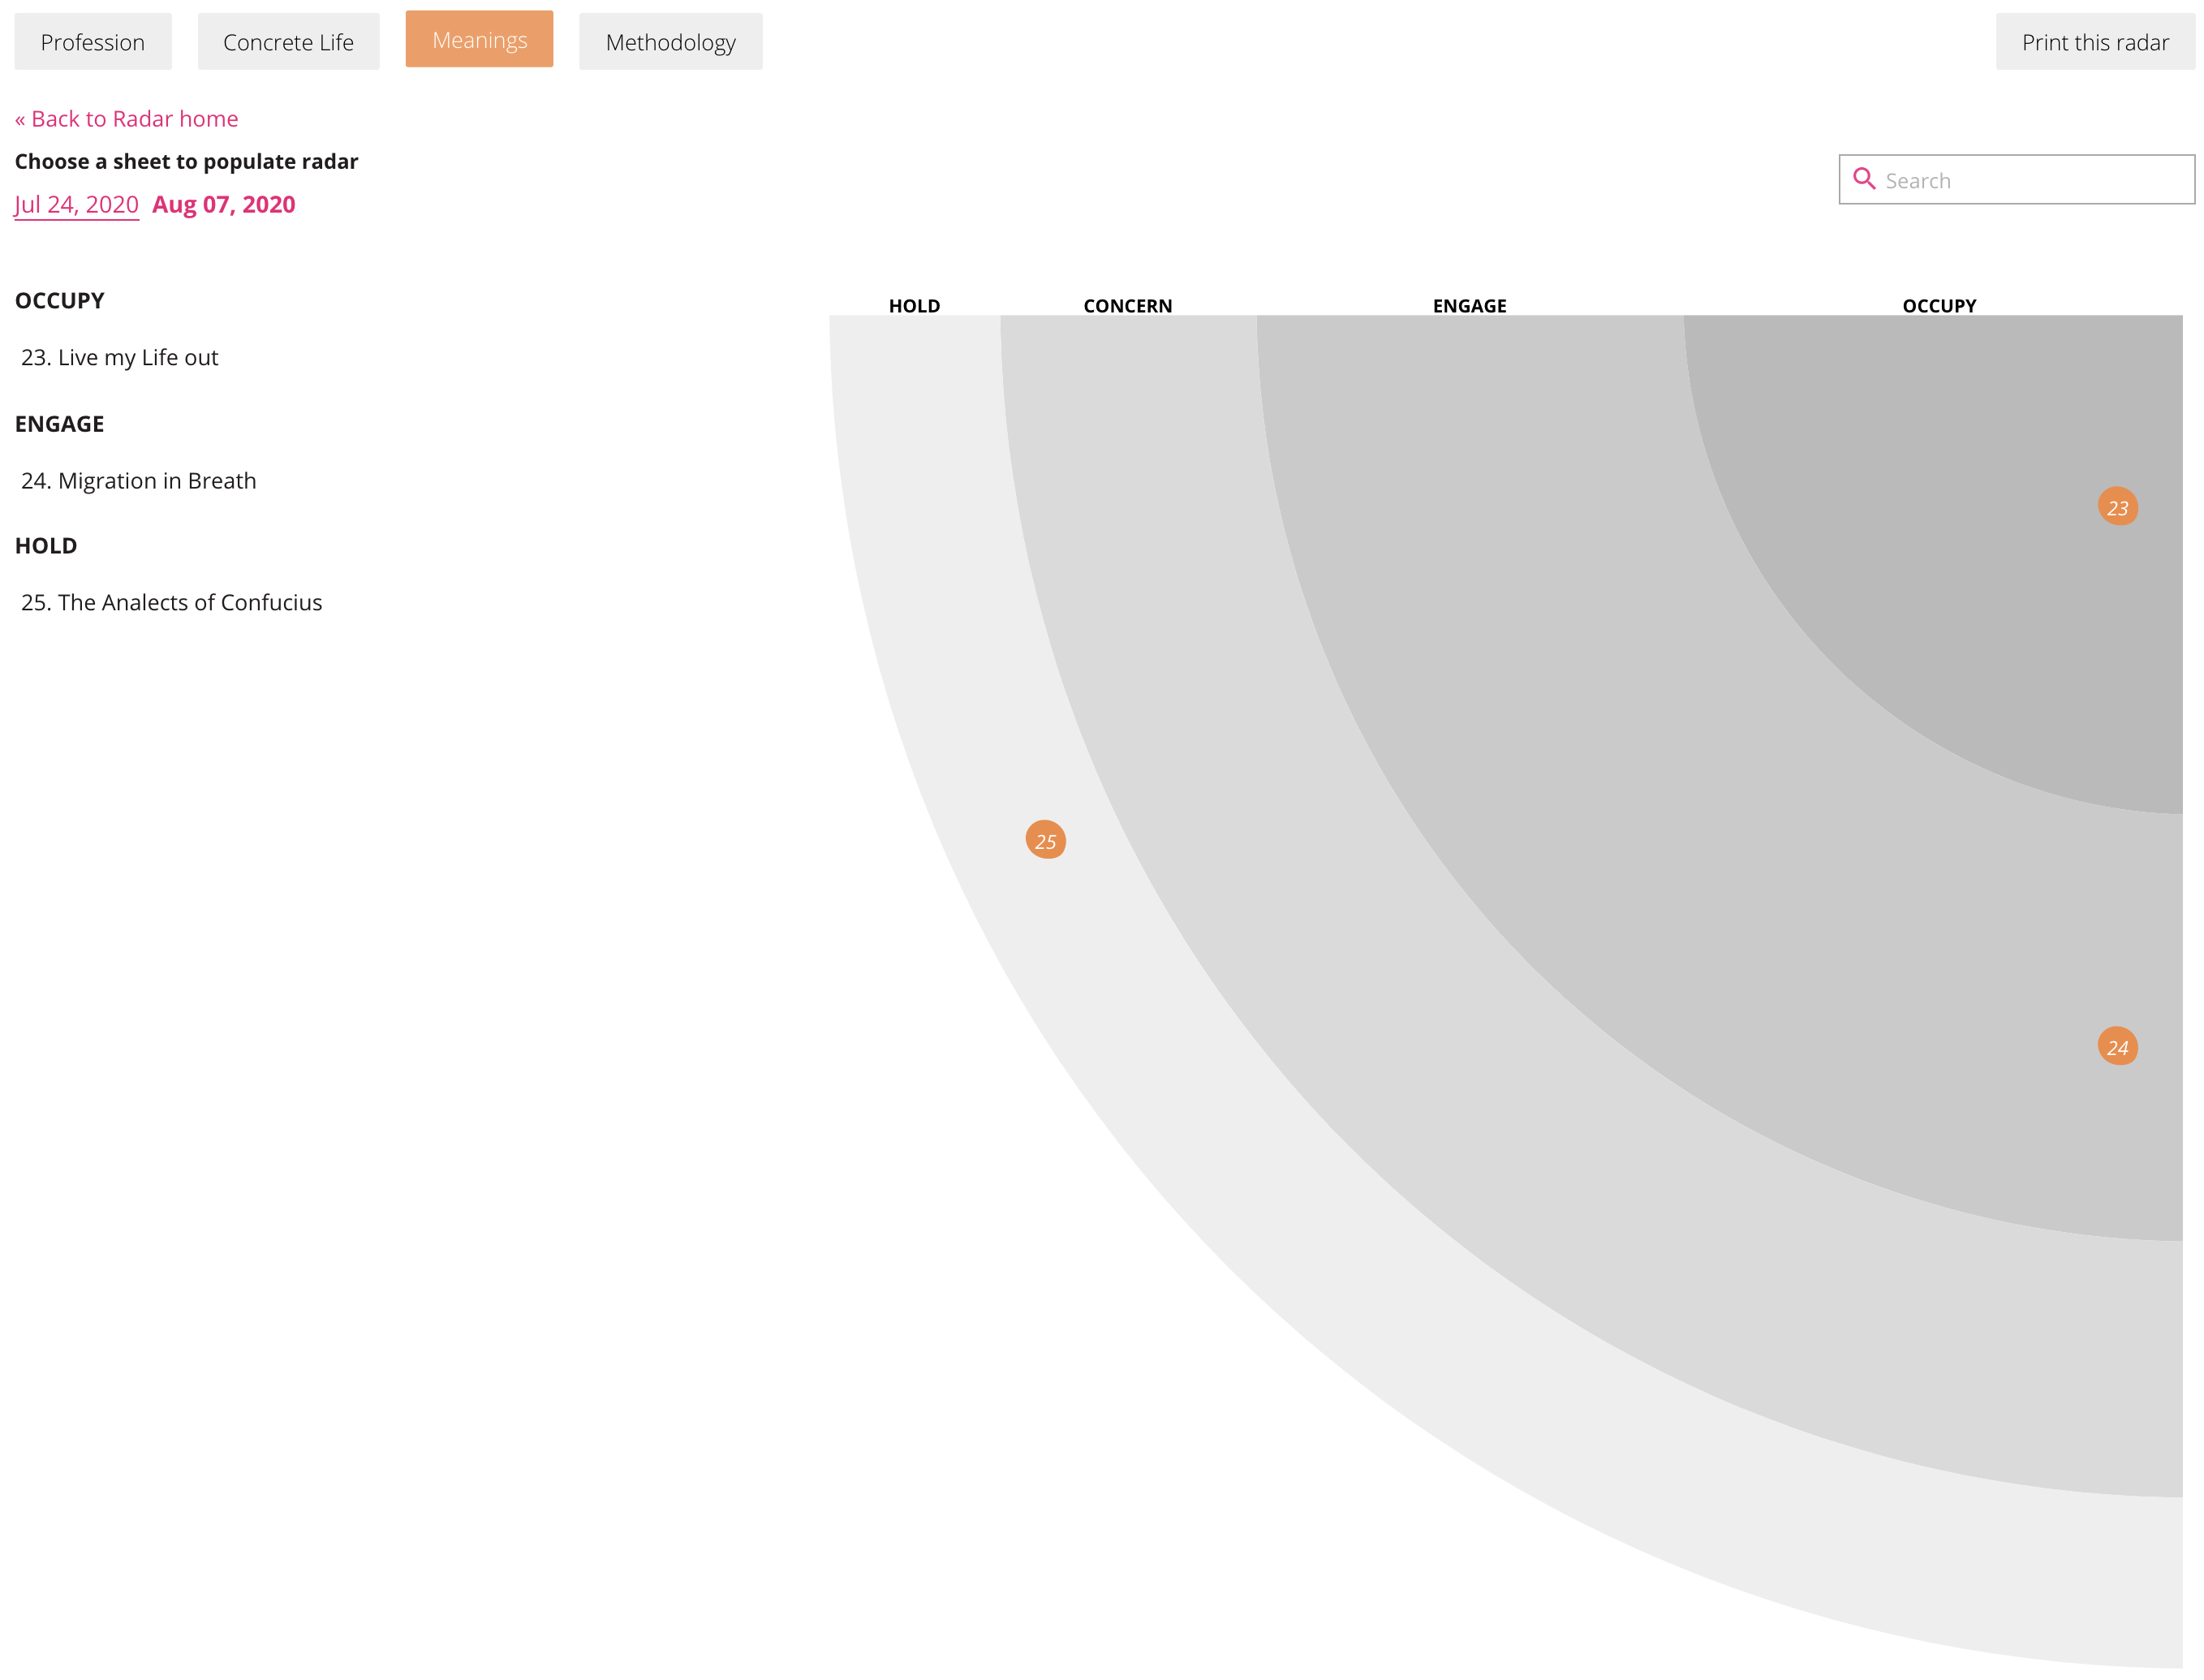 Profession
Concrete Life
Meanings
Methodology
Print this radar
« Back to Radar home
Choose a sheet to populate radar
Jul 24, 2020 Aug 07, 2020
Search
OCCUPY
23. Live my Life out
ENGAGE
24. Migration in Breath
HOLD
25. The Analects of Confucius
HOLD
CONCERN
ENGAGE
OCCUPY
23
25
24